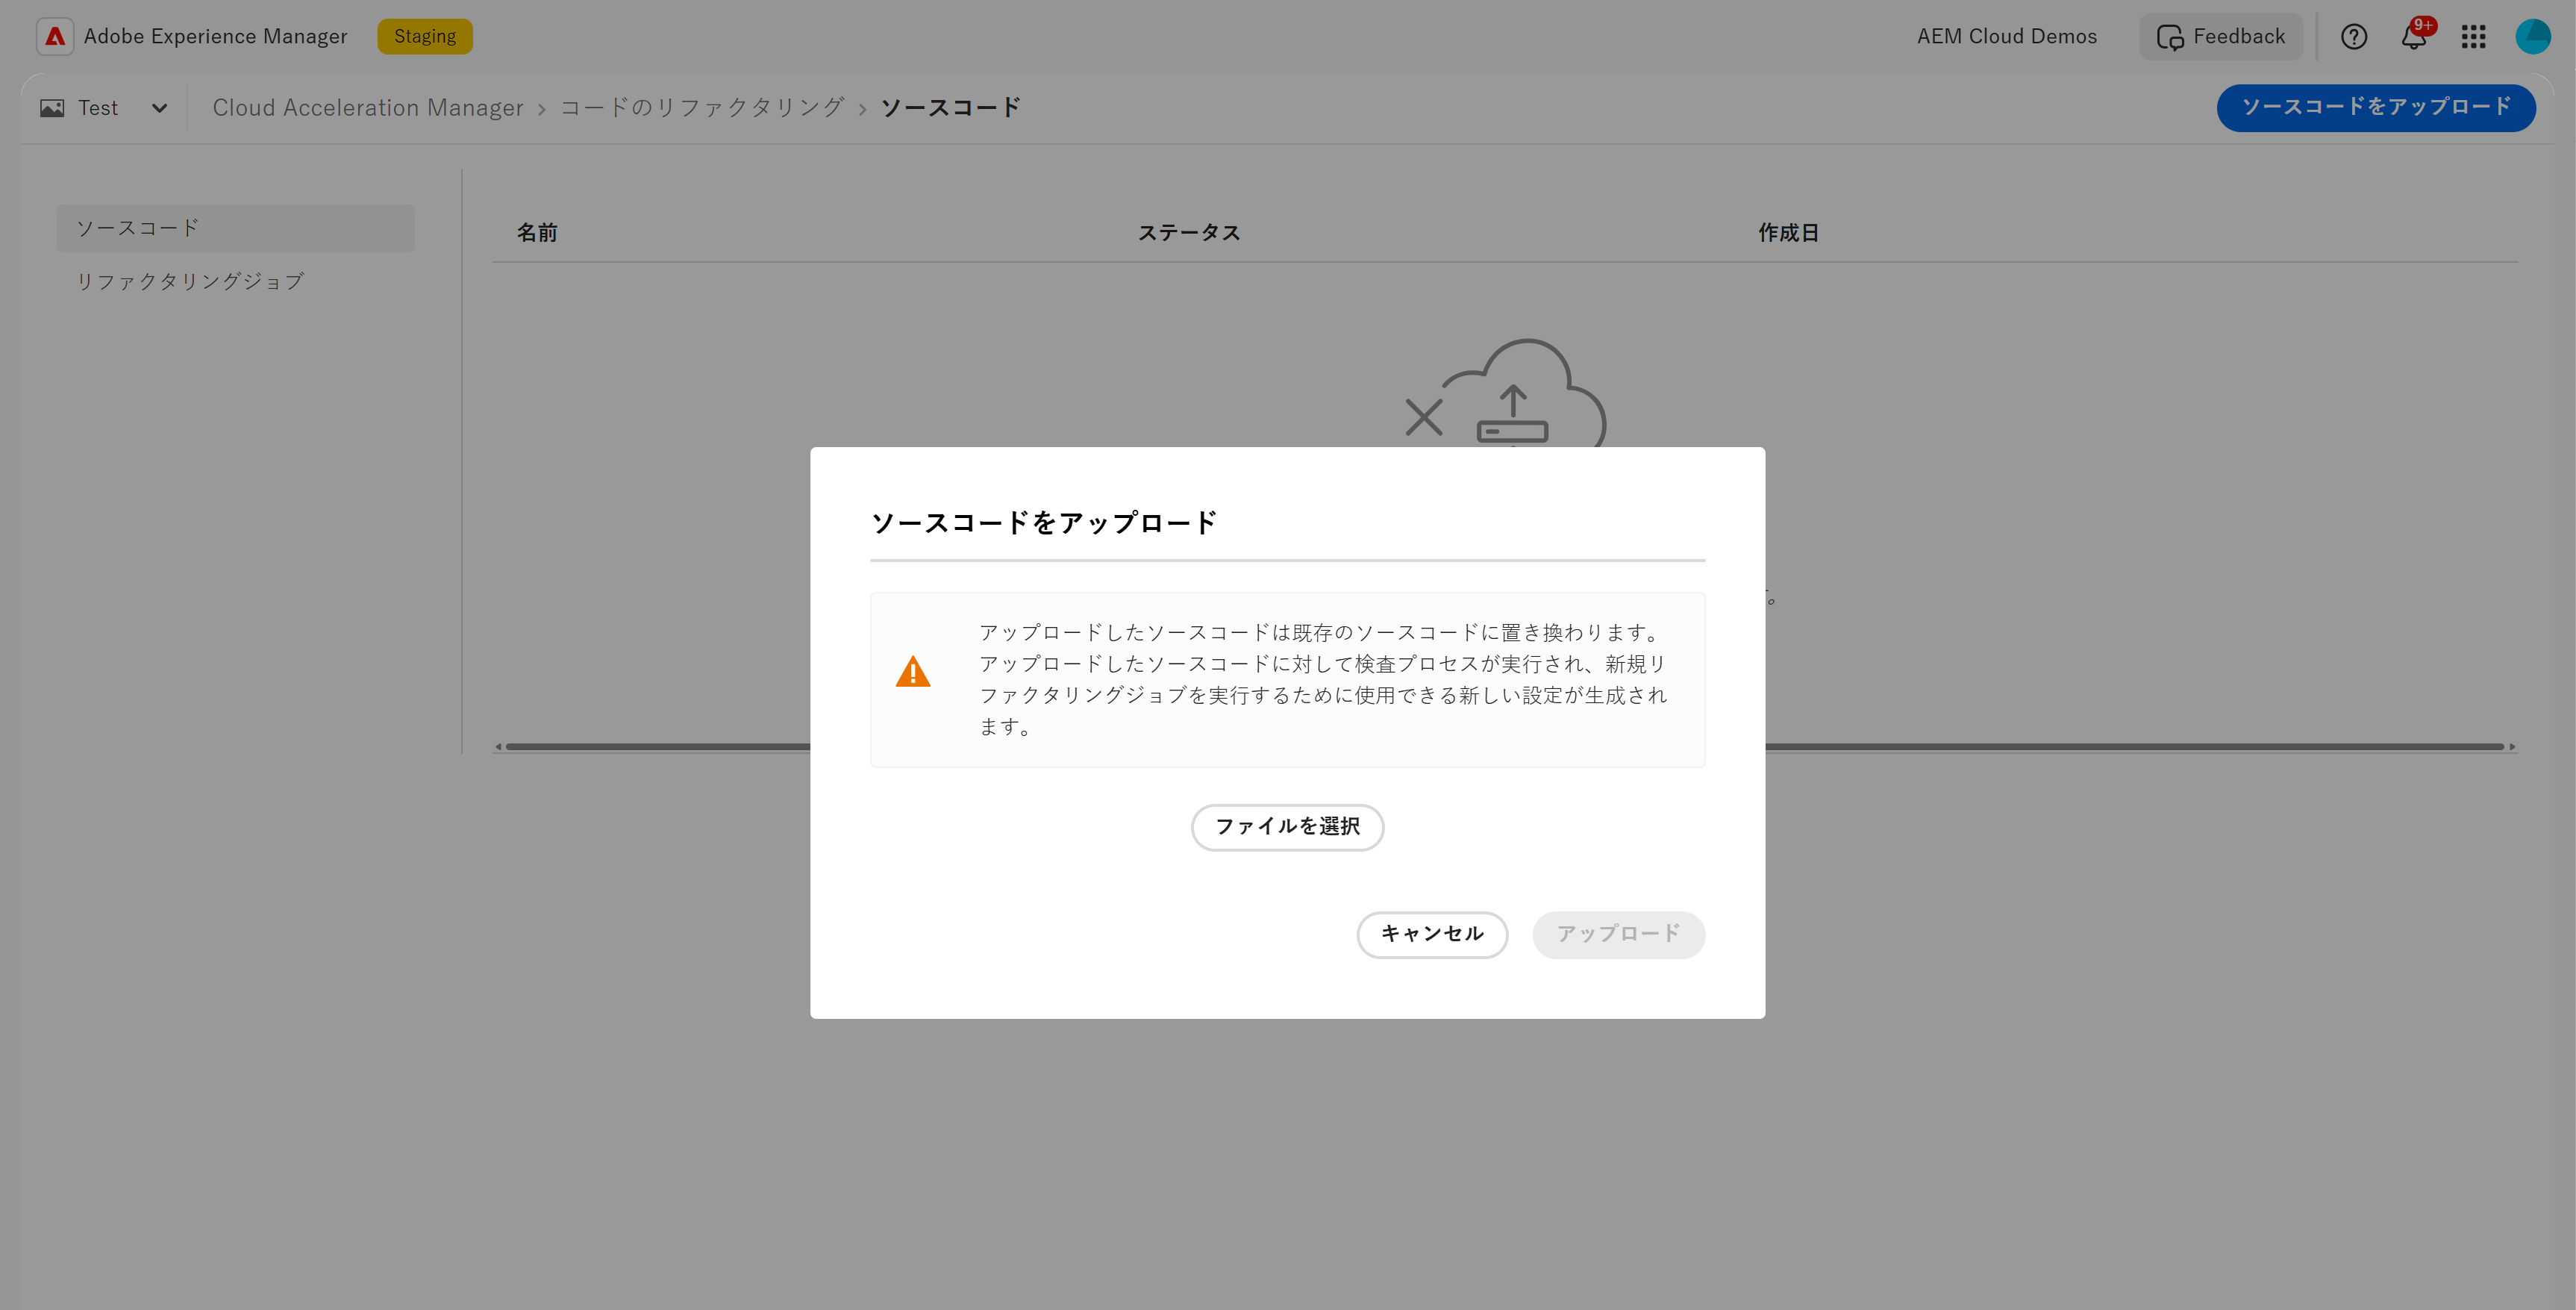 Adobe Experience Manager
Staging
AEM Cloud Demos
Feedback
9+
Test
Cloud Acceleration Manager › コードのリファクタリング › ソースコード
ソースコードをアップロード
ソースコード
リファクタリングジョブ
名前
ステータス
作成日
ソースコードをアップロード
アップロードしたソースコードは既存のソースコードに置き換わります。
アップロードしたソースコードに対して検査プロセスが実行され、新規リ
ファクタリングジョブを実行するために使用できる新しい設定が生成され
ます。
ファイルを選択
キャンセル
アップロード